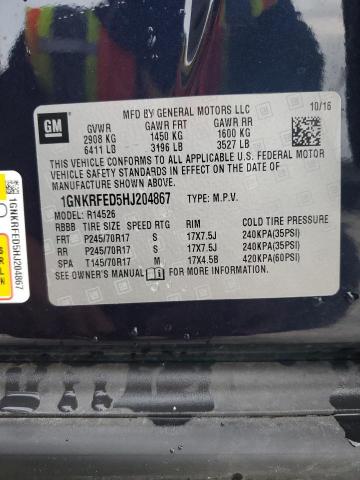 GM
MFD BY GENERAL MOTORS LLC 10/16
GVWR GAWR FRT GAWR RR
2908 KG 1450 KG 1600 KG
6411 LB 3196 LB 3527 LB
THIS VEHICLE CONFORMS TO ALL APPLICABLE U.S. FEDERAL MOTOR
VEHICLE SAFETY, BUMPER, AND THEFT PREVENTION STANDARDS
IN EFFECT ON THE DATE OF MANUFACTURE SHOWN ABOVE.
1GNKRFED5HJ204867 TYPE: M.P.V.
MODEL: R14526
RBBB TIRE SIZE SPEED RTG RIM COLD TIRE PRESSURE
FRT P245/70R17 S 17X7.5J 240KPA(35PSI)
RR P245/70R17 S 17X7.5J 240KPA(35PSI)
SPA T145/70R17 M 17X4.5B 420KPA(60PSI)
SEE OWNER'S MANUAL FOR MORE INFORMATION.
1GNKRFED5HJ204867